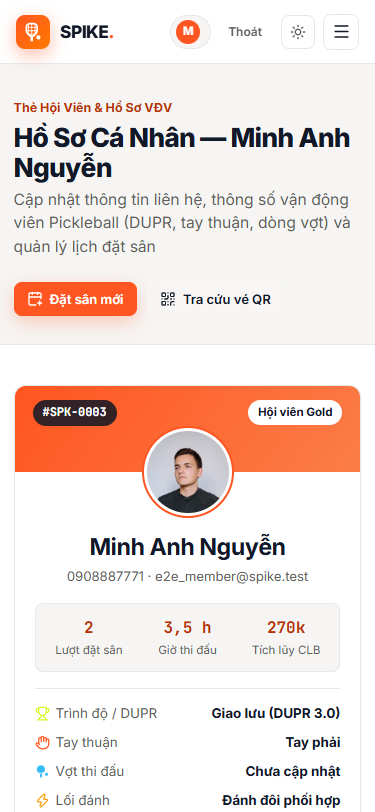 SPIKE.
M
Thoát
Thẻ Hội Viên & Hồ Sơ VĐV
Hồ Sơ Cá Nhân — Minh Anh
Nguyễn
Cập nhật thông tin liên hệ, thông số vận động
viên Pickleball (DUPR, tay thuận, dòng vợt) và
quản lý lịch đặt sân
Đặt sân mới
Tra cứu vé QR
#SPK-0003
Hội viên Gold
Minh Anh Nguyễn
0908887771 · e2e_member@spike.test
2
3,5 h
270k
Lượt đặt sân
Giờ thi đấu
Tích lũy CLB
Trình độ / DUPR
Giao lưu (DUPR 3.0)
Tay thuận
Tay phải
Vợt thi đấu
Chưa cập nhật
Lối đánh
Đánh đôi phối hợp